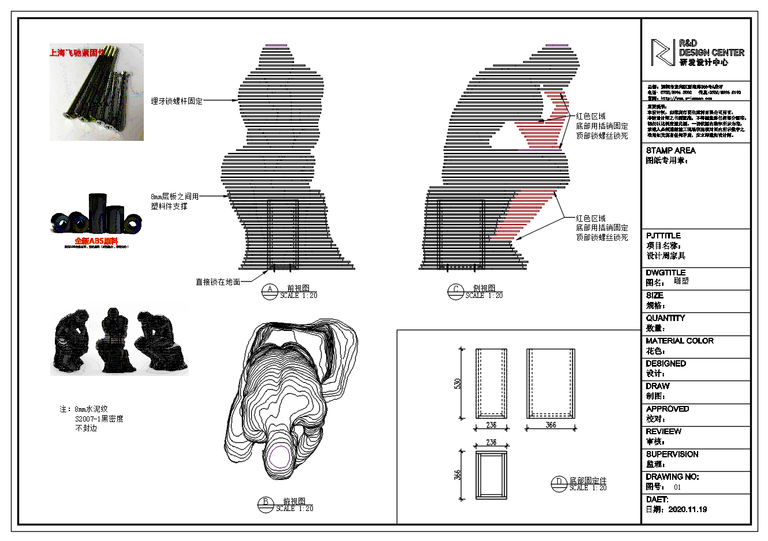 上海飞驰紧固件
理牙锁螺杆固定
8mm层板之间用
塑料件支撑
全新ABS原料
直接锁在地面
A 前视图
SCALE 1:20
红色区域
底部用插销固定
顶部锁螺丝锁死
红色区域
底部用插销固定
顶部锁螺丝锁死
C 侧视图
SCALE 1:20
注：8mm水泥纹
S2007-1黑密度
不封边
B 俯视图
SCALE 1:20
530
236
366
236
366
D 底部固定件
SCALE 1:20
R&D
DESIGN CENTER
研发设计中心
STAMP AREA
图纸专用章：
PJTTITLE
项目名称：
设计周家具
DWGTITLE
图名： 雕塑
SIZE
规格：
QUANTITY
数量：
MATERIAL COLOR
花色：
DESIGNED
设计：
DRAW
制图：
APPROVED
校对：
REVIEEW
审核：
SUPERVISION
监理：
DRAWING NO:
图号： 01
DAET:
日期：2020.11.19